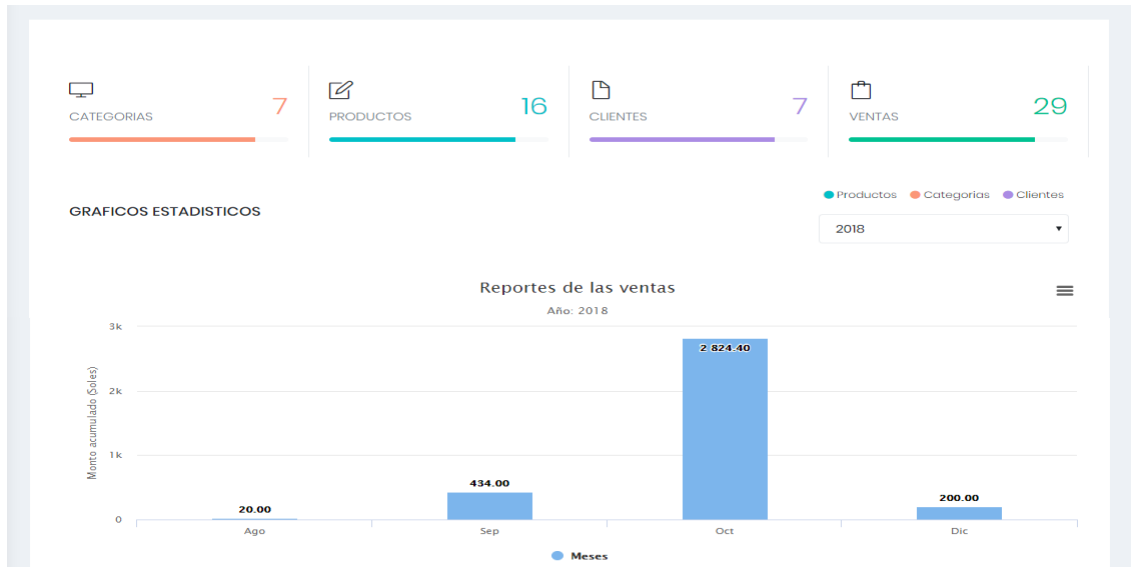 CATEGORIAS 7
PRODUCTOS 16
CLIENTES 7
VENTAS 29
Productos Categorias Clientes
GRAFICOS ESTADISTICOS
2018
Reportes de las ventas
Año: 2018
Monto acumulado (Soles)
3k
2k
1k
0
20.00
434.00
2 824.40
200.00
Ago Sep Oct Dic
Meses